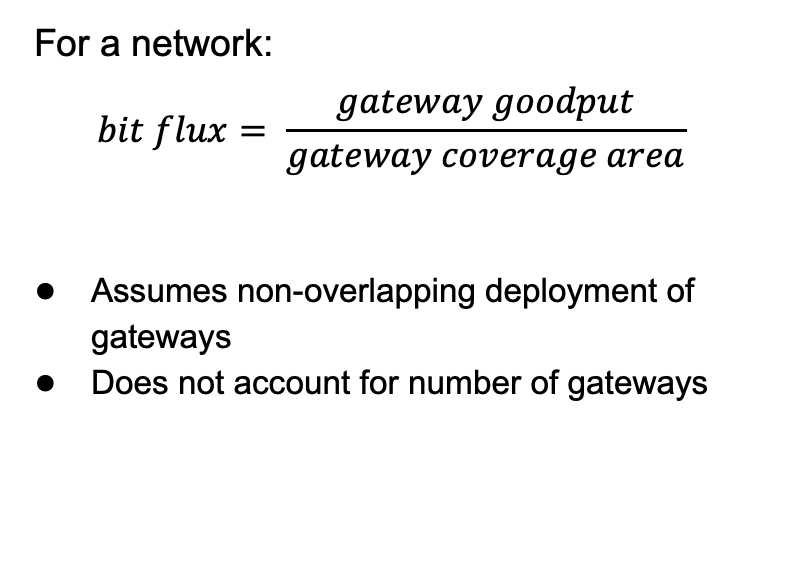 For a network:
bit flux = gateway goodput / gateway coverage area
● Assumes non-overlapping deployment of
gateways
● Does not account for number of gateways